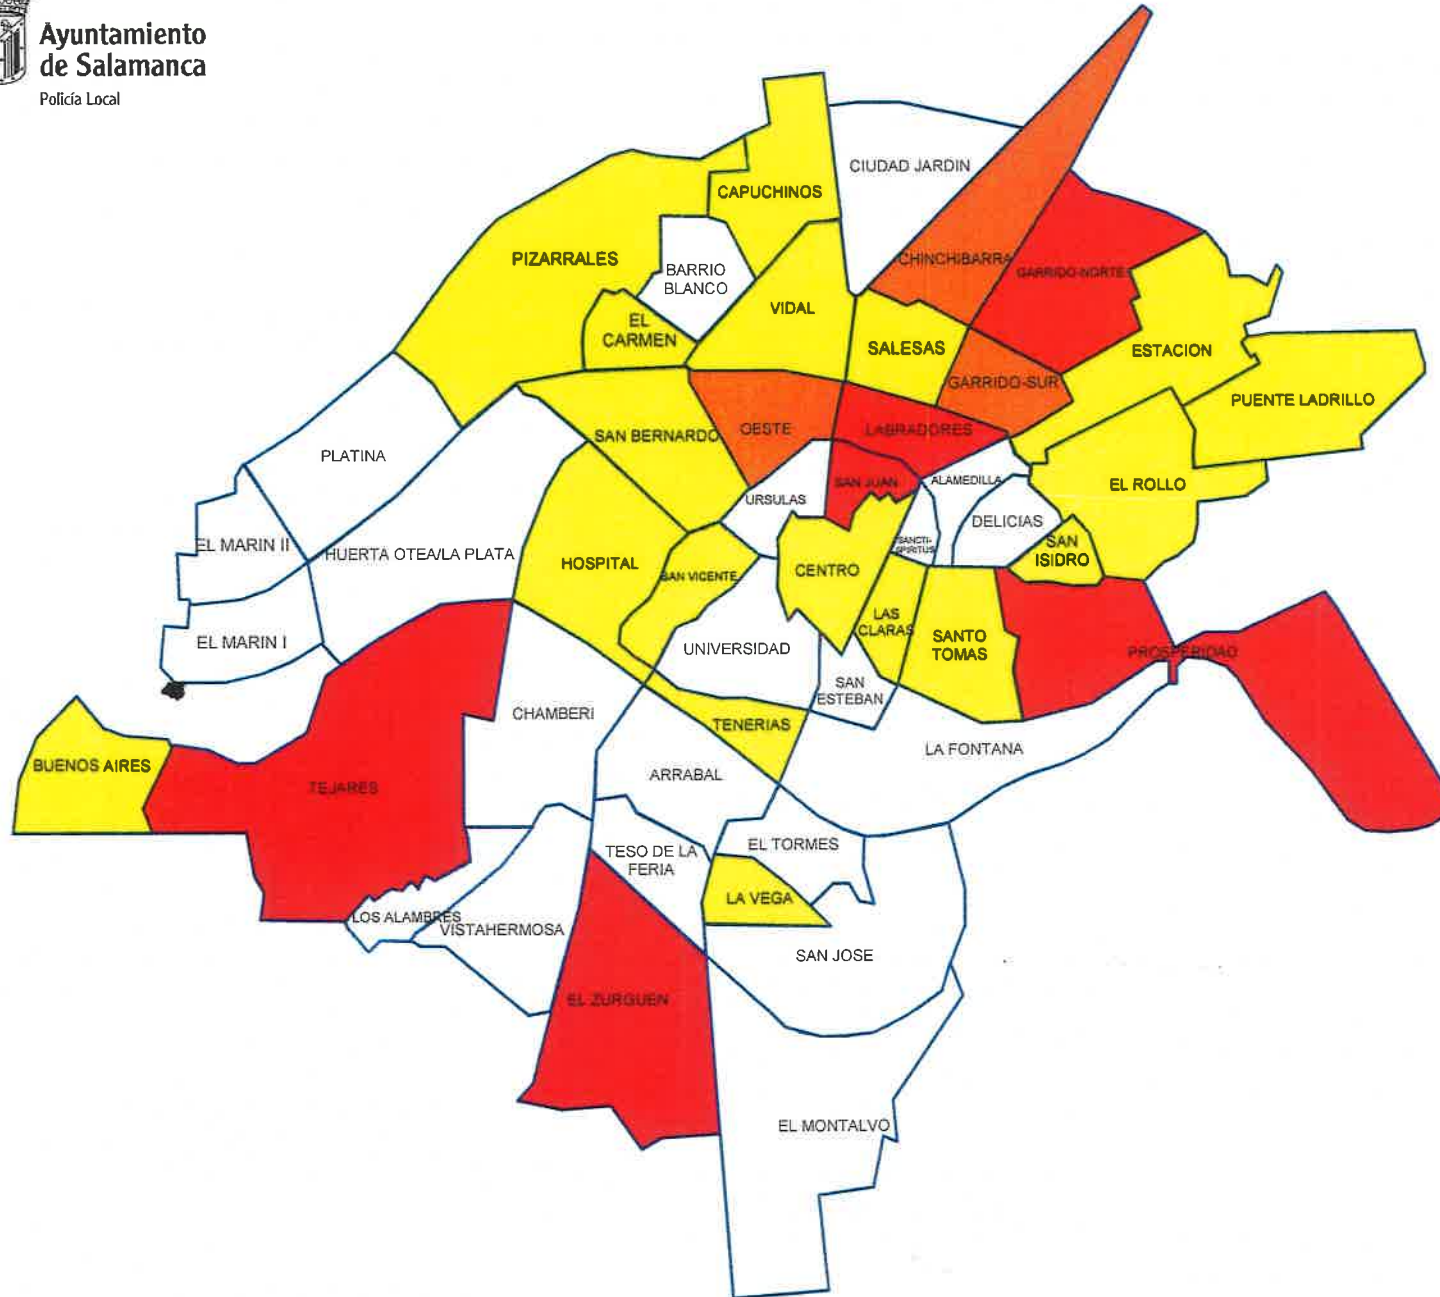 Ayuntamiento
de Salamanca
Policía Local
CIUDAD JARDIN
CAPUCHINOS
PIZARRALES
CHINCHIBARRA
BARRIO
BLANCO
GARRIDO-NORTE
VIDAL
EL
CARMEN
SALESAS
ESTACION
GARRIDO-SUR
PUENTE LADRILLO
SAN BERNARDO
OESTE
LABRADORES
PLATINA
SAN JUAN
ALAMEDILLA
EL ROLLO
URSULAS
DELICIAS
EL MARIN II
HUERTA OTEA/LA PLATA
HOSPITAL
SAN VICENTE
CENTRO
SANCTI-
SPIRITUS
SAN
ISIDRO
EL MARIN I
UNIVERSIDAD
LAS
CLARAS
SANTO
TOMAS
PROSPERIDAD
SAN
ESTEBAN
CHAMBERI
TENERIAS
LA FONTANA
BUENOS AIRES
TEJARES
ARRABAL
TESO DE LA
FERIA
EL TORMES
LA VEGA
LOS ALAMBRES
VISTAHERMOSA
SAN JOSE
EL ZURGUEN
EL MONTALVO